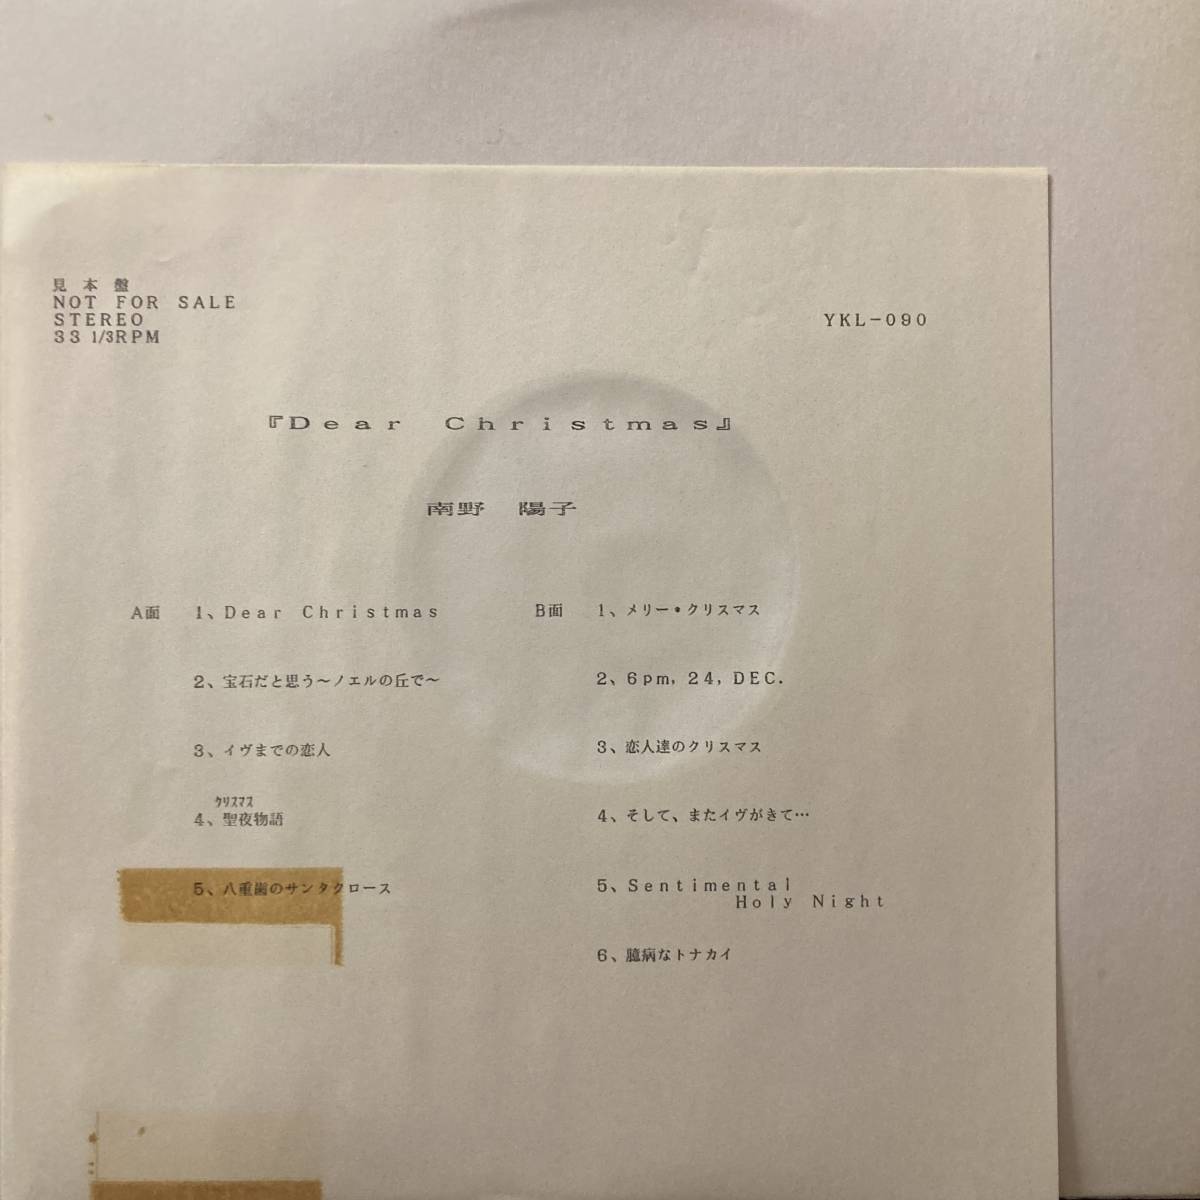 見本盤
NOT FOR SALE
STEREO
33 1/3RPM
YKL-090
『Dear Christmas』
南野 陽子
A面 1、Dear Christmas
2、宝石だと思う〜ノエルの丘で〜
3、イヴまでの恋人
クリスマス
4、聖夜物語
5、八重歯のサンタクロース
B面 1、メリー・クリスマス
2、6pm, 24, DEC.
3、恋人達のクリスマス
4、そして、またイヴがきて…
5、Sentimental
Holy Night
6、臆病なトナカイ